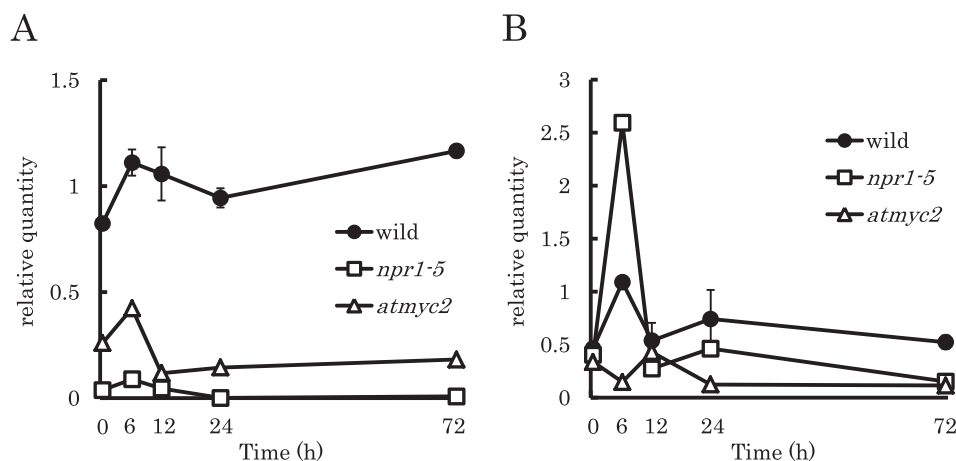 A
1.5
1
0.5
0
relative quantity
wild
npr1-5
atmyc2
0 6 12 24 72
Time (h)
B
3
2.5
2
1.5
1
0.5
0
relative quantity
wild
npr1-5
atmyc2
0 6 12 24 72
Time (h)